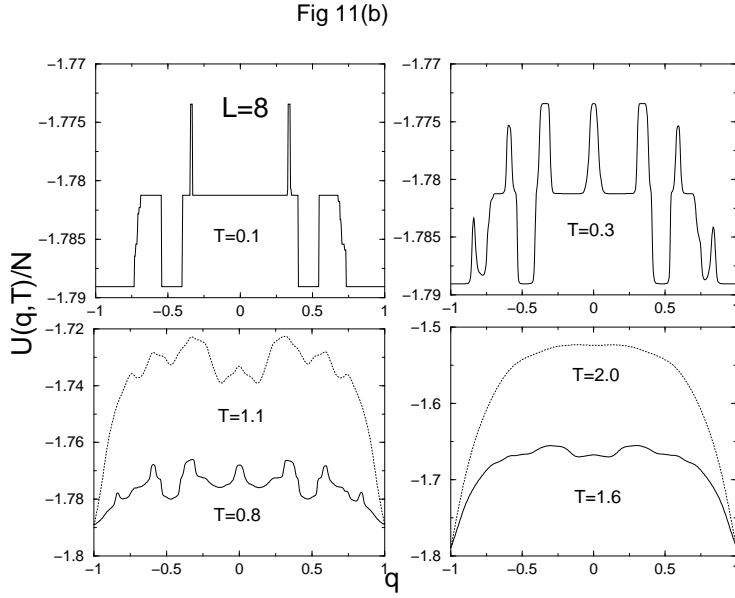 Fig 11(b)
U(q,T)/N
−1.77
−1.775
−1.78
−1.785
−1.79
L=8
T=0.1
−1 −0.5 0 0.5 1
−1.77
−1.775
−1.78
−1.785
−1.79
T=0.3
−1 −0.5 0 0.5 1
−1.72
−1.74
−1.76
−1.78
−1.8
T=1.1
T=0.8
−1 −0.5 0 0.5 1
−1.5
−1.6
−1.7
−1.8
T=2.0
T=1.6
−1 −0.5 0 0.5 1
q